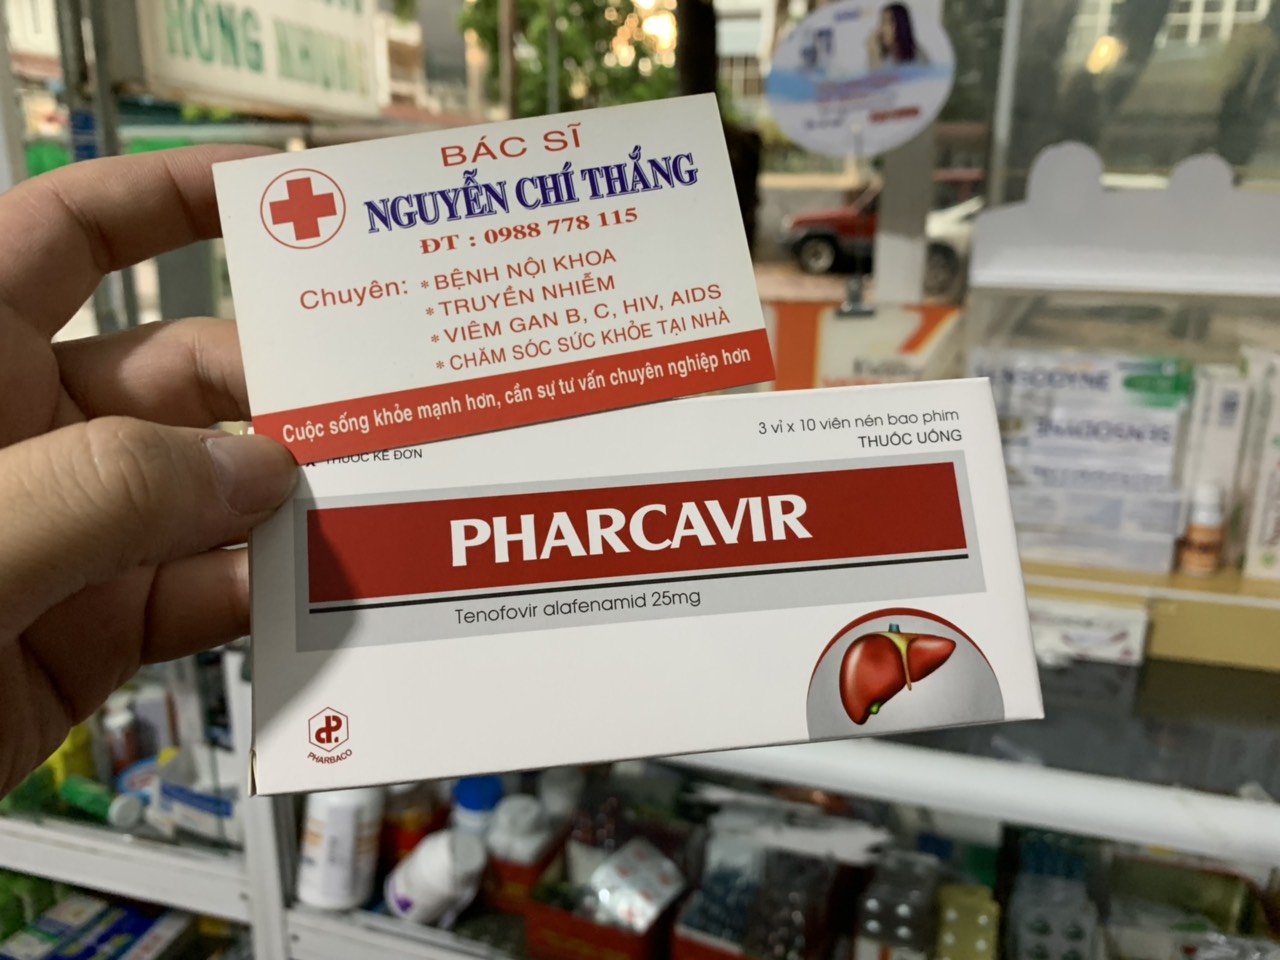 HỒNG
BÁC SĨ
NGUYỄN CHÍ THẮNG
ĐT : 0988 778 115
Chuyên: * BỆNH NỘI KHOA
* TRUYỀN NHIỄM
* VIÊM GAN B, C, HIV, AIDS
* CHĂM SÓC SỨC KHỎE TẠI NHÀ
Cuộc sống khỏe mạnh hơn, cần sự tư vấn chuyên nghiệp hơn
THUỐC KÊ ĐƠN
3 vỉ x 10 viên nén bao phim
THUỐC UỐNG
PHARCAVIR
Tenofovir alafenamid 25mg
PHARBACO
SENSODYNE